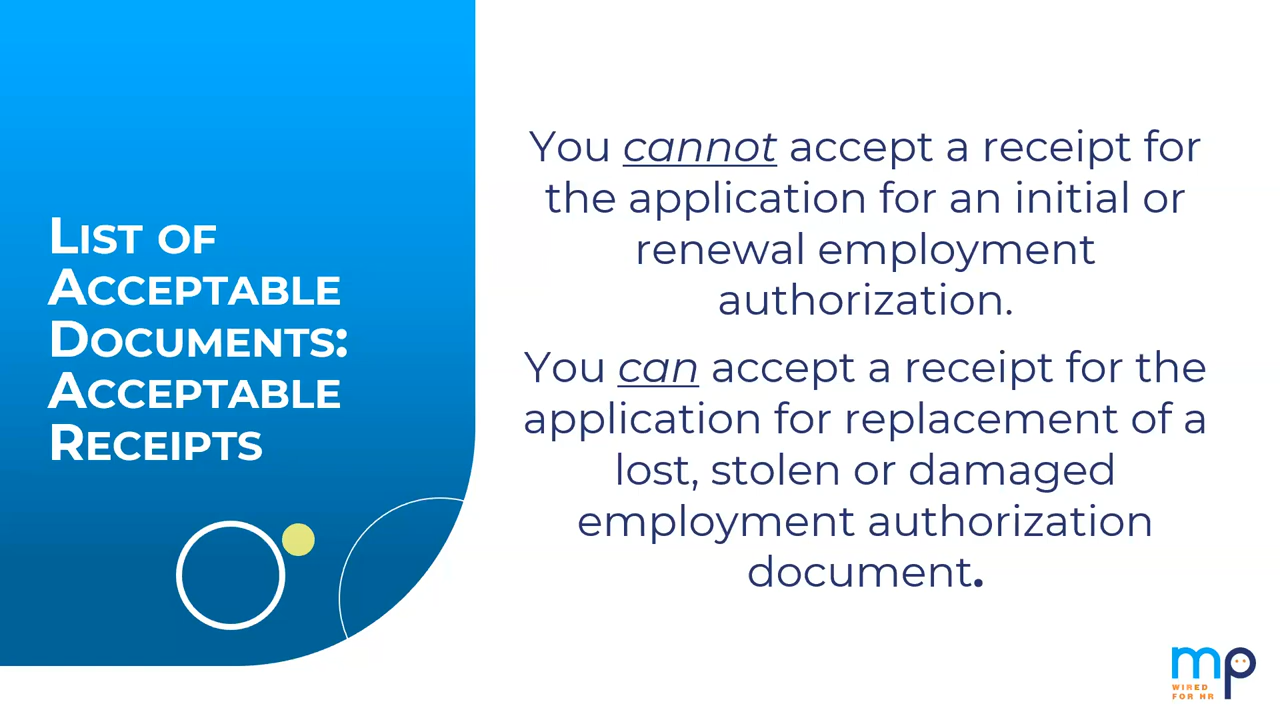 LIST OF
ACCEPTABLE
DOCUMENTS:
ACCEPTABLE
RECEIPTS
You cannot accept a receipt for
the application for an initial or
renewal employment
authorization.
You can accept a receipt for the
application for replacement of a
lost, stolen or damaged
employment authorization
document.
mp
WIRED
FOR HR